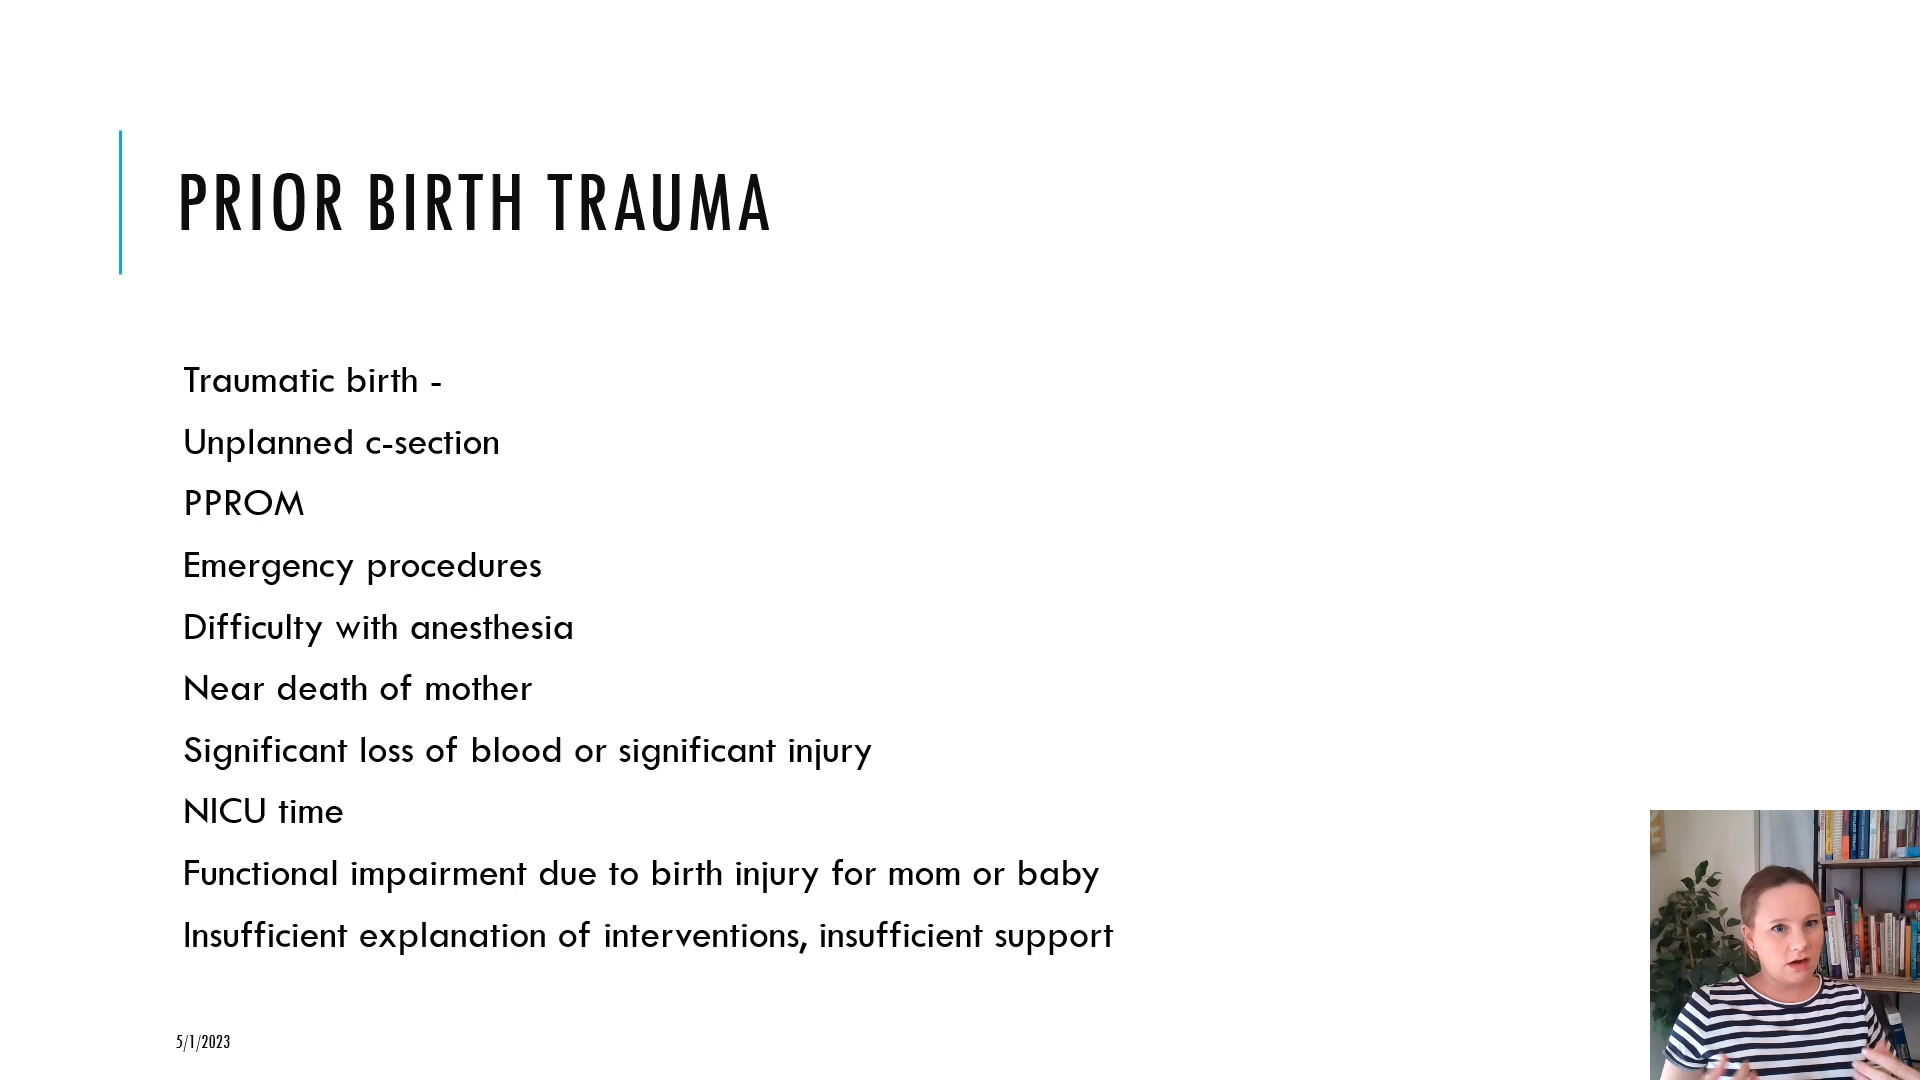 PRIOR BIRTH TRAUMA
Traumatic birth -
Unplanned c-section
PPROM
Emergency procedures
Difficulty with anesthesia
Near death of mother
Significant loss of blood or significant injury
NICU time
Functional impairment due to birth injury for mom or baby
Insufficient explanation of interventions, insufficient support
5/1/2023